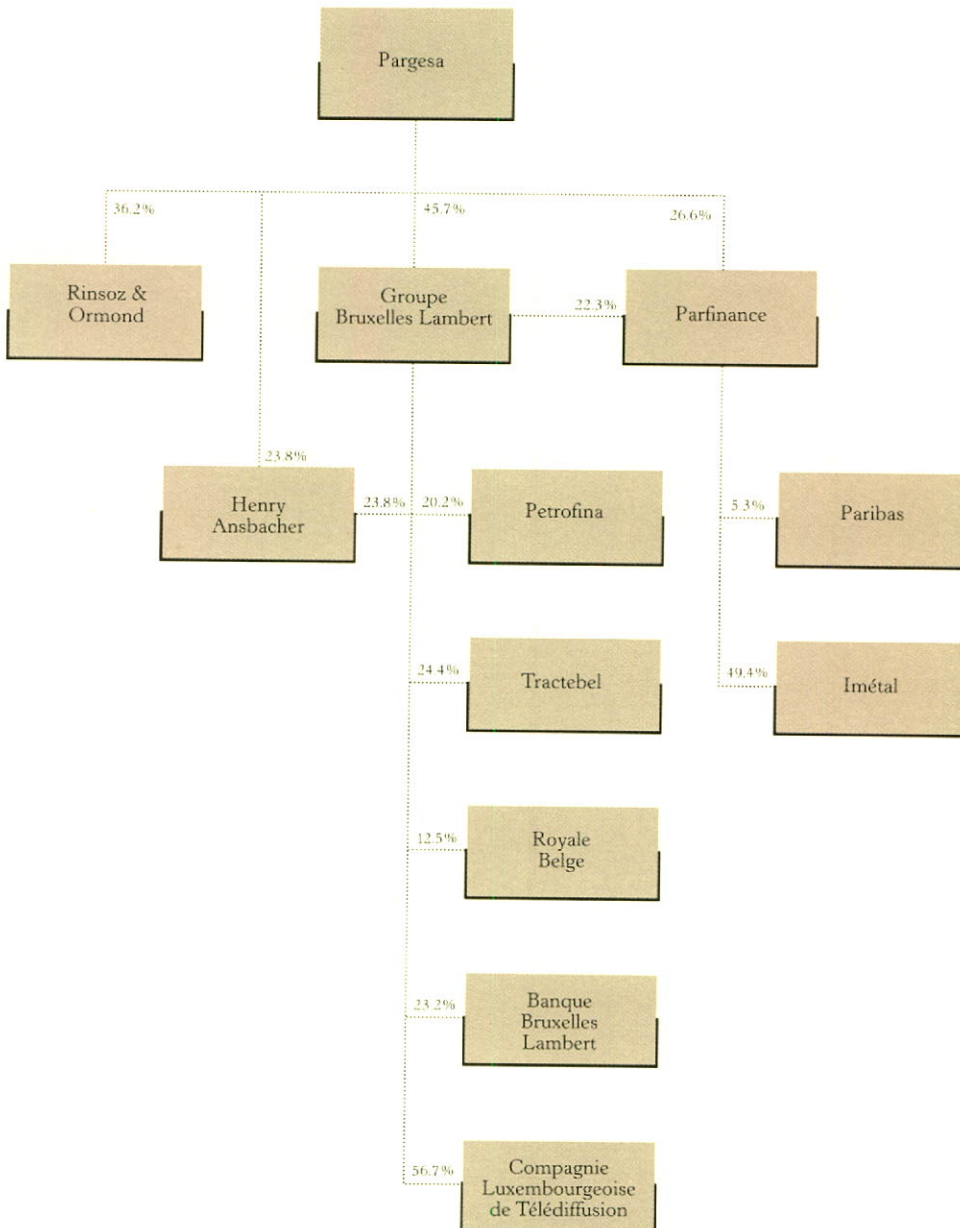 Pargesa
36.2%
45.7%
26.6%
Rinsoz &
Ormond
Groupe
Bruxelles Lambert
22.3%
Parfinance
23.8%
Henry
Ansbacher
23.8%
20.2%
Petrofina
5.3%
Paribas
24.4%
Tractebel
49.4%
Imétal
12.5%
Royale
Belge
23.2%
Banque
Bruxelles
Lambert
56.7%
Compagnie
Luxembourgeoise
de Télédiffusion